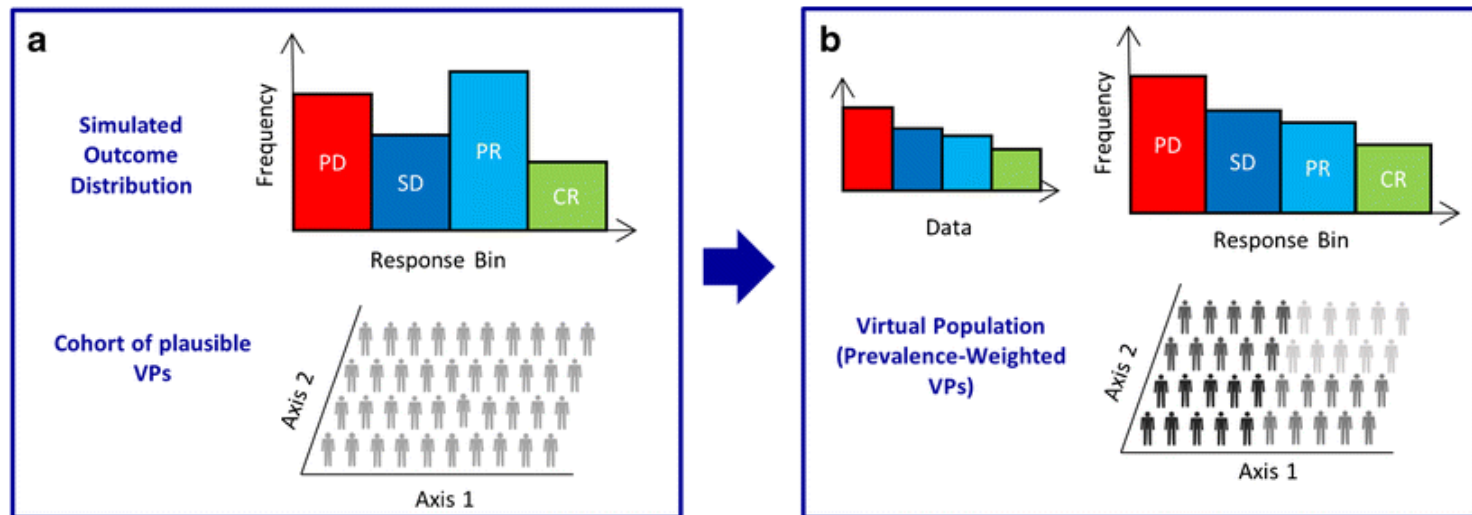 a
Simulated
Outcome
Distribution
Frequency
PD
SD
PR
CR
Response Bin
Cohort of plausible
VPs
Axis 2
Axis 1
b
Data
Frequency
PD
SD
PR
CR
Response Bin
Virtual Population
(Prevalence-Weighted
VPs)
Axis 2
Axis 1